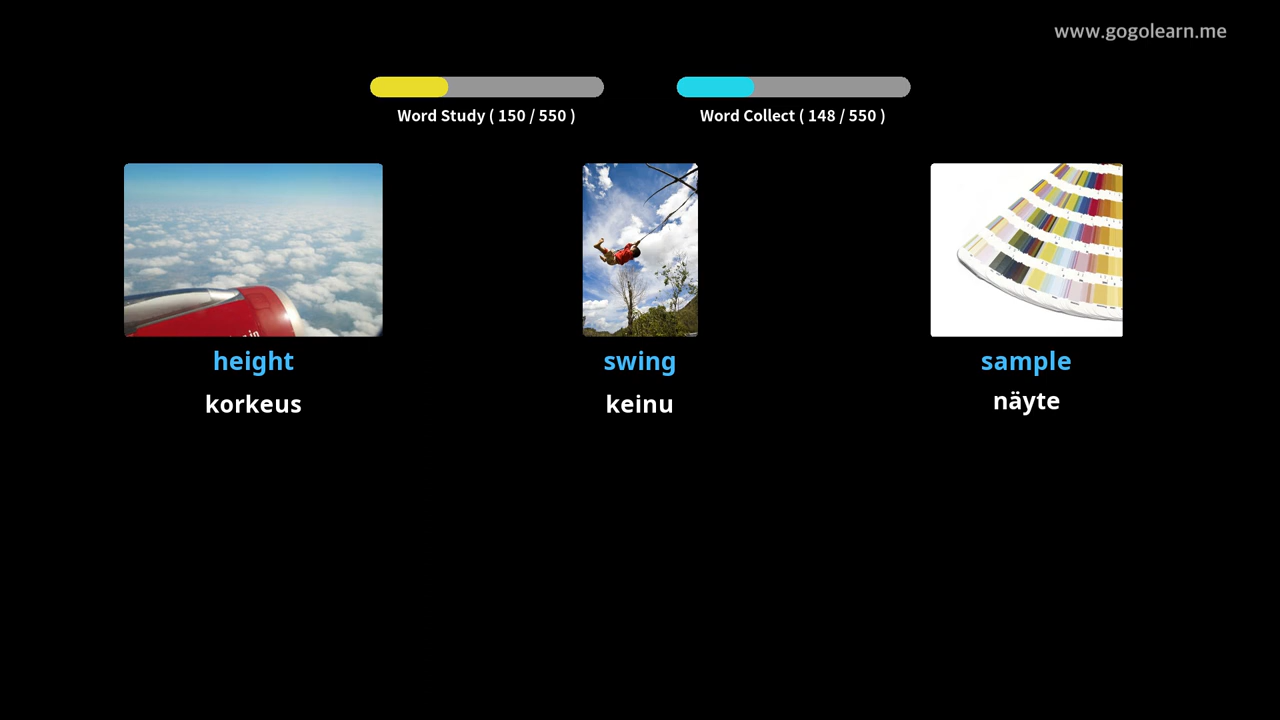 www.gogolearn.me
Word Study ( 150 / 550 )
Word Collect ( 148 / 550 )
height
swing
sample
korkeus
keinu
näyte